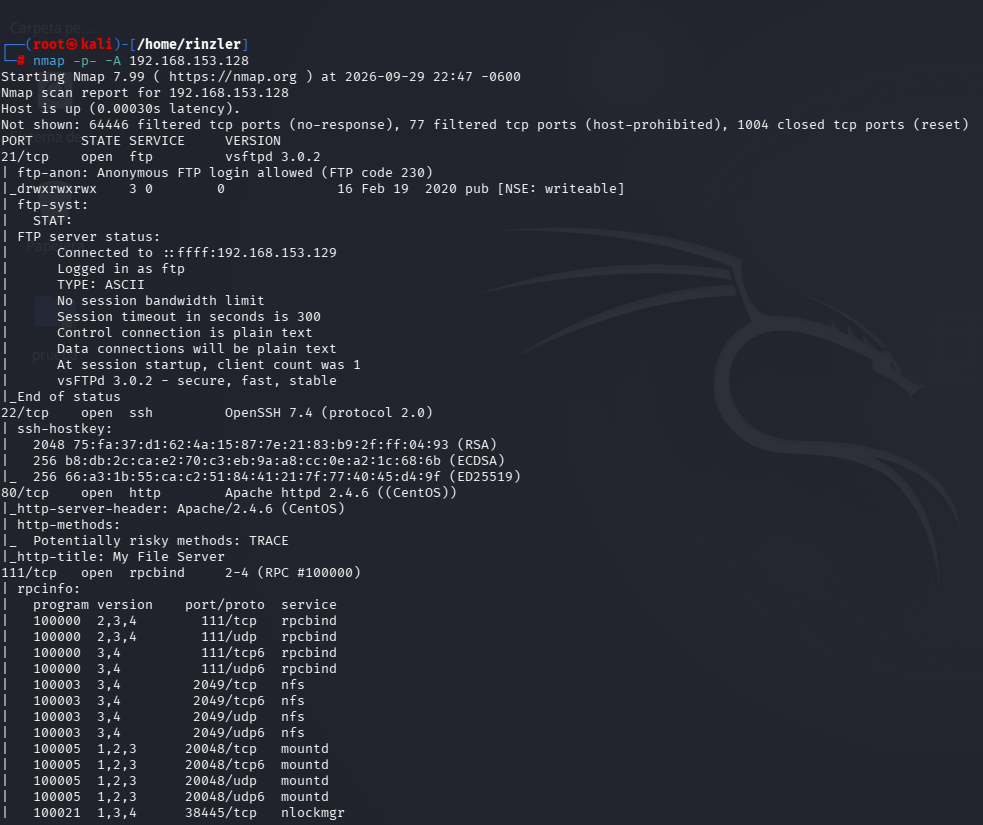 Carpeta pe...
┌──(root㉿kali)-[/home/rinzler]
└─# nmap -p- -A 192.168.153.128
Starting Nmap 7.99 ( https://nmap.org ) at 2026-09-29 22:47 -0600
Nmap scan report for 192.168.153.128
Host is up (0.00030s latency).
Not shown: 64446 filtered tcp ports (no-response), 77 filtered tcp ports (host-prohibited), 1004 closed tcp ports (reset)
PORT      STATE SERVICE     VERSION
21/tcp    open  ftp         vsftpd 3.0.2
| ftp-anon: Anonymous FTP login allowed (FTP code 230)
|_drwxrwxrwx    3 0        0              16 Feb 19  2020 pub [NSE: writeable]
| ftp-syst:
|   STAT:
| FTP server status:
|      Connected to ::ffff:192.168.153.129
|      Logged in as ftp
|      TYPE: ASCII
|      No session bandwidth limit
|      Session timeout in seconds is 300
|      Control connection is plain text
|      Data connections will be plain text
|      At session startup, client count was 1
|      vsFTPd 3.0.2 - secure, fast, stable
|_End of status
22/tcp    open  ssh         OpenSSH 7.4 (protocol 2.0)
| ssh-hostkey:
|   2048 75:fa:37:d1:62:4a:15:87:7e:21:83:b9:2f:ff:04:93 (RSA)
|   256 b8:db:2c:ca:e2:70:c3:eb:9a:a8:cc:0e:a2:1c:68:6b (ECDSA)
|_  256 66:a3:1b:55:ca:c2:51:84:41:21:7f:77:40:45:d4:9f (ED25519)
80/tcp    open  http        Apache httpd 2.4.6 ((CentOS))
|_http-server-header: Apache/2.4.6 (CentOS)
| http-methods:
|_  Potentially risky methods: TRACE
|_http-title: My File Server
111/tcp   open  rpcbind     2-4 (RPC #100000)
| rpcinfo:
|   program version    port/proto  service
|   100000  2,3,4        111/tcp   rpcbind
|   100000  2,3,4        111/udp   rpcbind
|   100000  3,4          111/tcp6  rpcbind
|   100000  3,4          111/udp6  rpcbind
|   100003  3,4         2049/tcp   nfs
|   100003  3,4         2049/tcp6  nfs
|   100003  3,4         2049/udp   nfs
|   100003  3,4         2049/udp6  nfs
|   100005  1,2,3      20048/tcp   mountd
|   100005  1,2,3      20048/tcp6  mountd
|   100005  1,2,3      20048/udp   mountd
|   100005  1,2,3      20048/udp6  mountd
|   100021  1,3,4      38445/tcp   nlockmgr